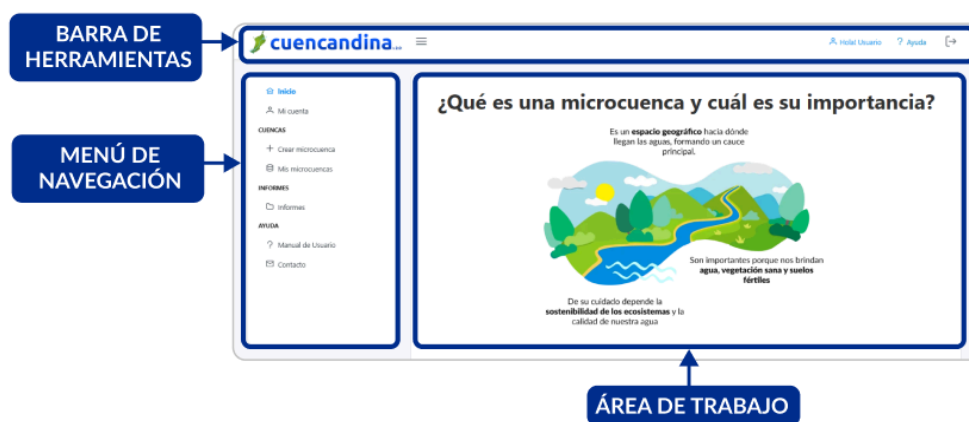 BARRA DE
HERRAMIENTAS
cuencandina...
Hola! Usuario
? Ayuda
MENÚ DE
NAVEGACIÓN
Inicio
Mi cuenta
CUENCAS
+ Crear microcuenca
Mis microcuencas
INFORMES
Informes
AYUDA
? Manual de Usuario
Contacto
¿Qué es una microcuenca y cuál es su importancia?
Es un espacio geográfico hacia dónde
llegan las aguas, formando un cauce
principal.
Son importantes porque nos brindan
agua, vegetación sana y suelos
fértiles
De su cuidado depende la
sostenibilidad de los ecosistemas y la
calidad de nuestra agua
ÁREA DE TRABAJO